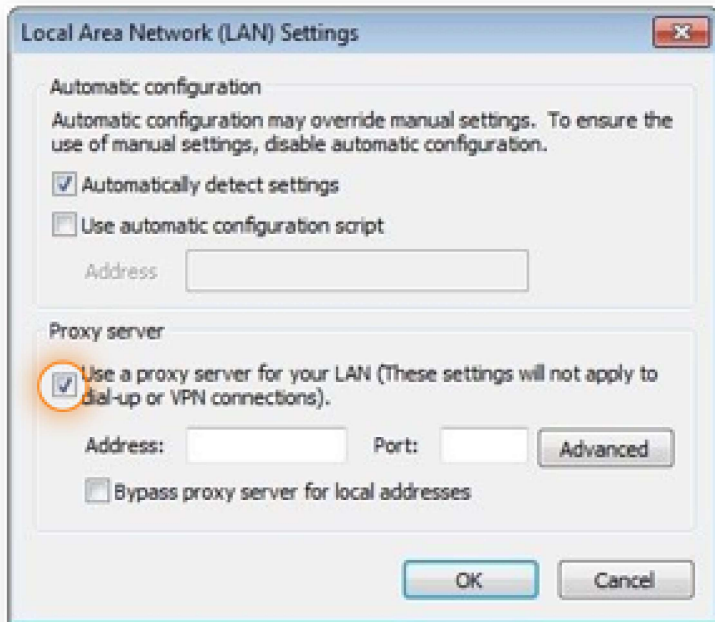 Local Area Network (LAN) Settings
Automatic configuration
Automatic configuration may override manual settings. To ensure the
use of manual settings, disable automatic configuration.
Automatically detect settings
Use automatic configuration script
Address
Proxy server
Use a proxy server for your LAN (These settings will not apply to
dial-up or VPN connections).
Address: Port: Advanced
Bypass proxy server for local addresses
OK Cancel